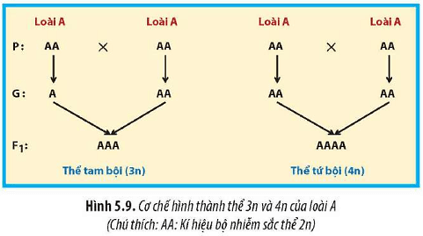 Loài A Loài A Loài A Loài A
P: AA × AA AA × AA
G: A AA AA AA
F1: AAA AAAA
Thể tam bội (3n) Thể tứ bội (4n)
Hình 5.9. Cơ chế hình thành thể 3n và 4n của loài A
(Chú thích: AA: Kí hiệu bộ nhiễm sắc thể 2n)